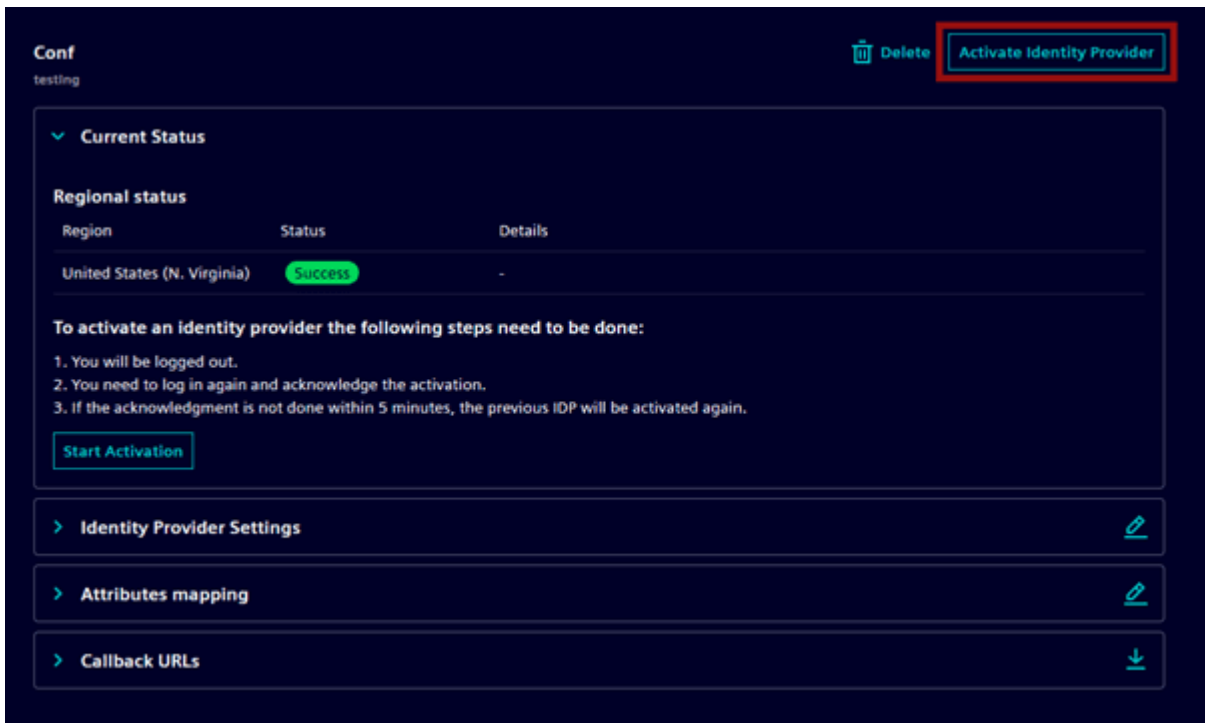 Conf
Delete
Activate Identity Provider
testing
Current Status
Regional status
Region Status Details
United States (N. Virginia) Success -
To activate an identity provider the following steps need to be done:
1. You will be logged out.
2. You need to log in again and acknowledge the activation.
3. If the acknowledgment is not done within 5 minutes, the previous IDP will be activated again.
Start Activation
Identity Provider Settings
Attributes mapping
Callback URLs